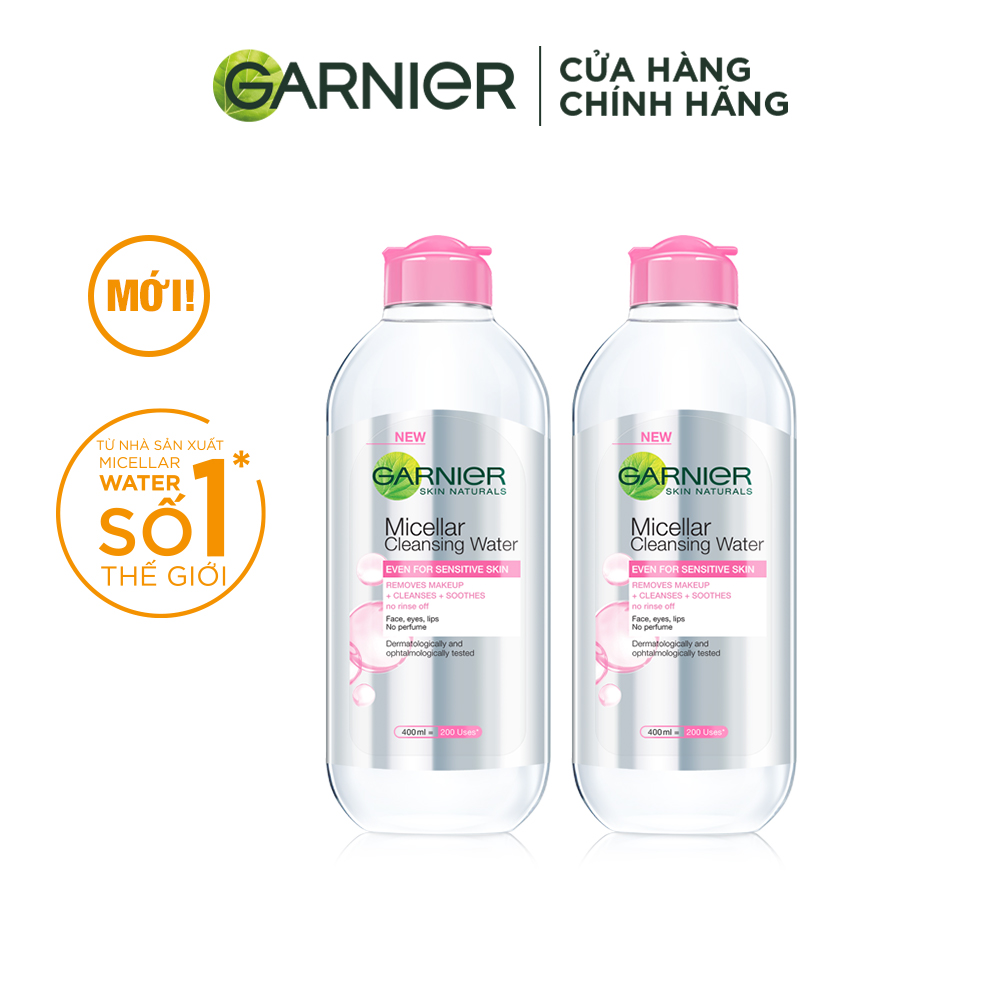 GARNIER
CỬA HÀNG
CHÍNH HÃNG
MỚI!
TỪ NHÀ SẢN XUẤT
MICELLAR
WATER
SỐ 1*
THẾ GIỚI
NEW
GARNIER
SKIN NATURALS
Micellar
Cleansing Water
EVEN FOR SENSITIVE SKIN
REMOVES MAKEUP
+ CLEANSES + SOOTHES
no rinse off
Face, eyes, lips
No perfume
Dermatologically and
ophtalmologically tested
400ml = 200 Uses*
NEW
GARNIER
SKIN NATURALS
Micellar
Cleansing Water
EVEN FOR SENSITIVE SKIN
REMOVES MAKEUP
+ CLEANSES + SOOTHES
no rinse off
Face, eyes, lips
No perfume
Dermatologically and
ophtalmologically tested
400ml = 200 Uses*